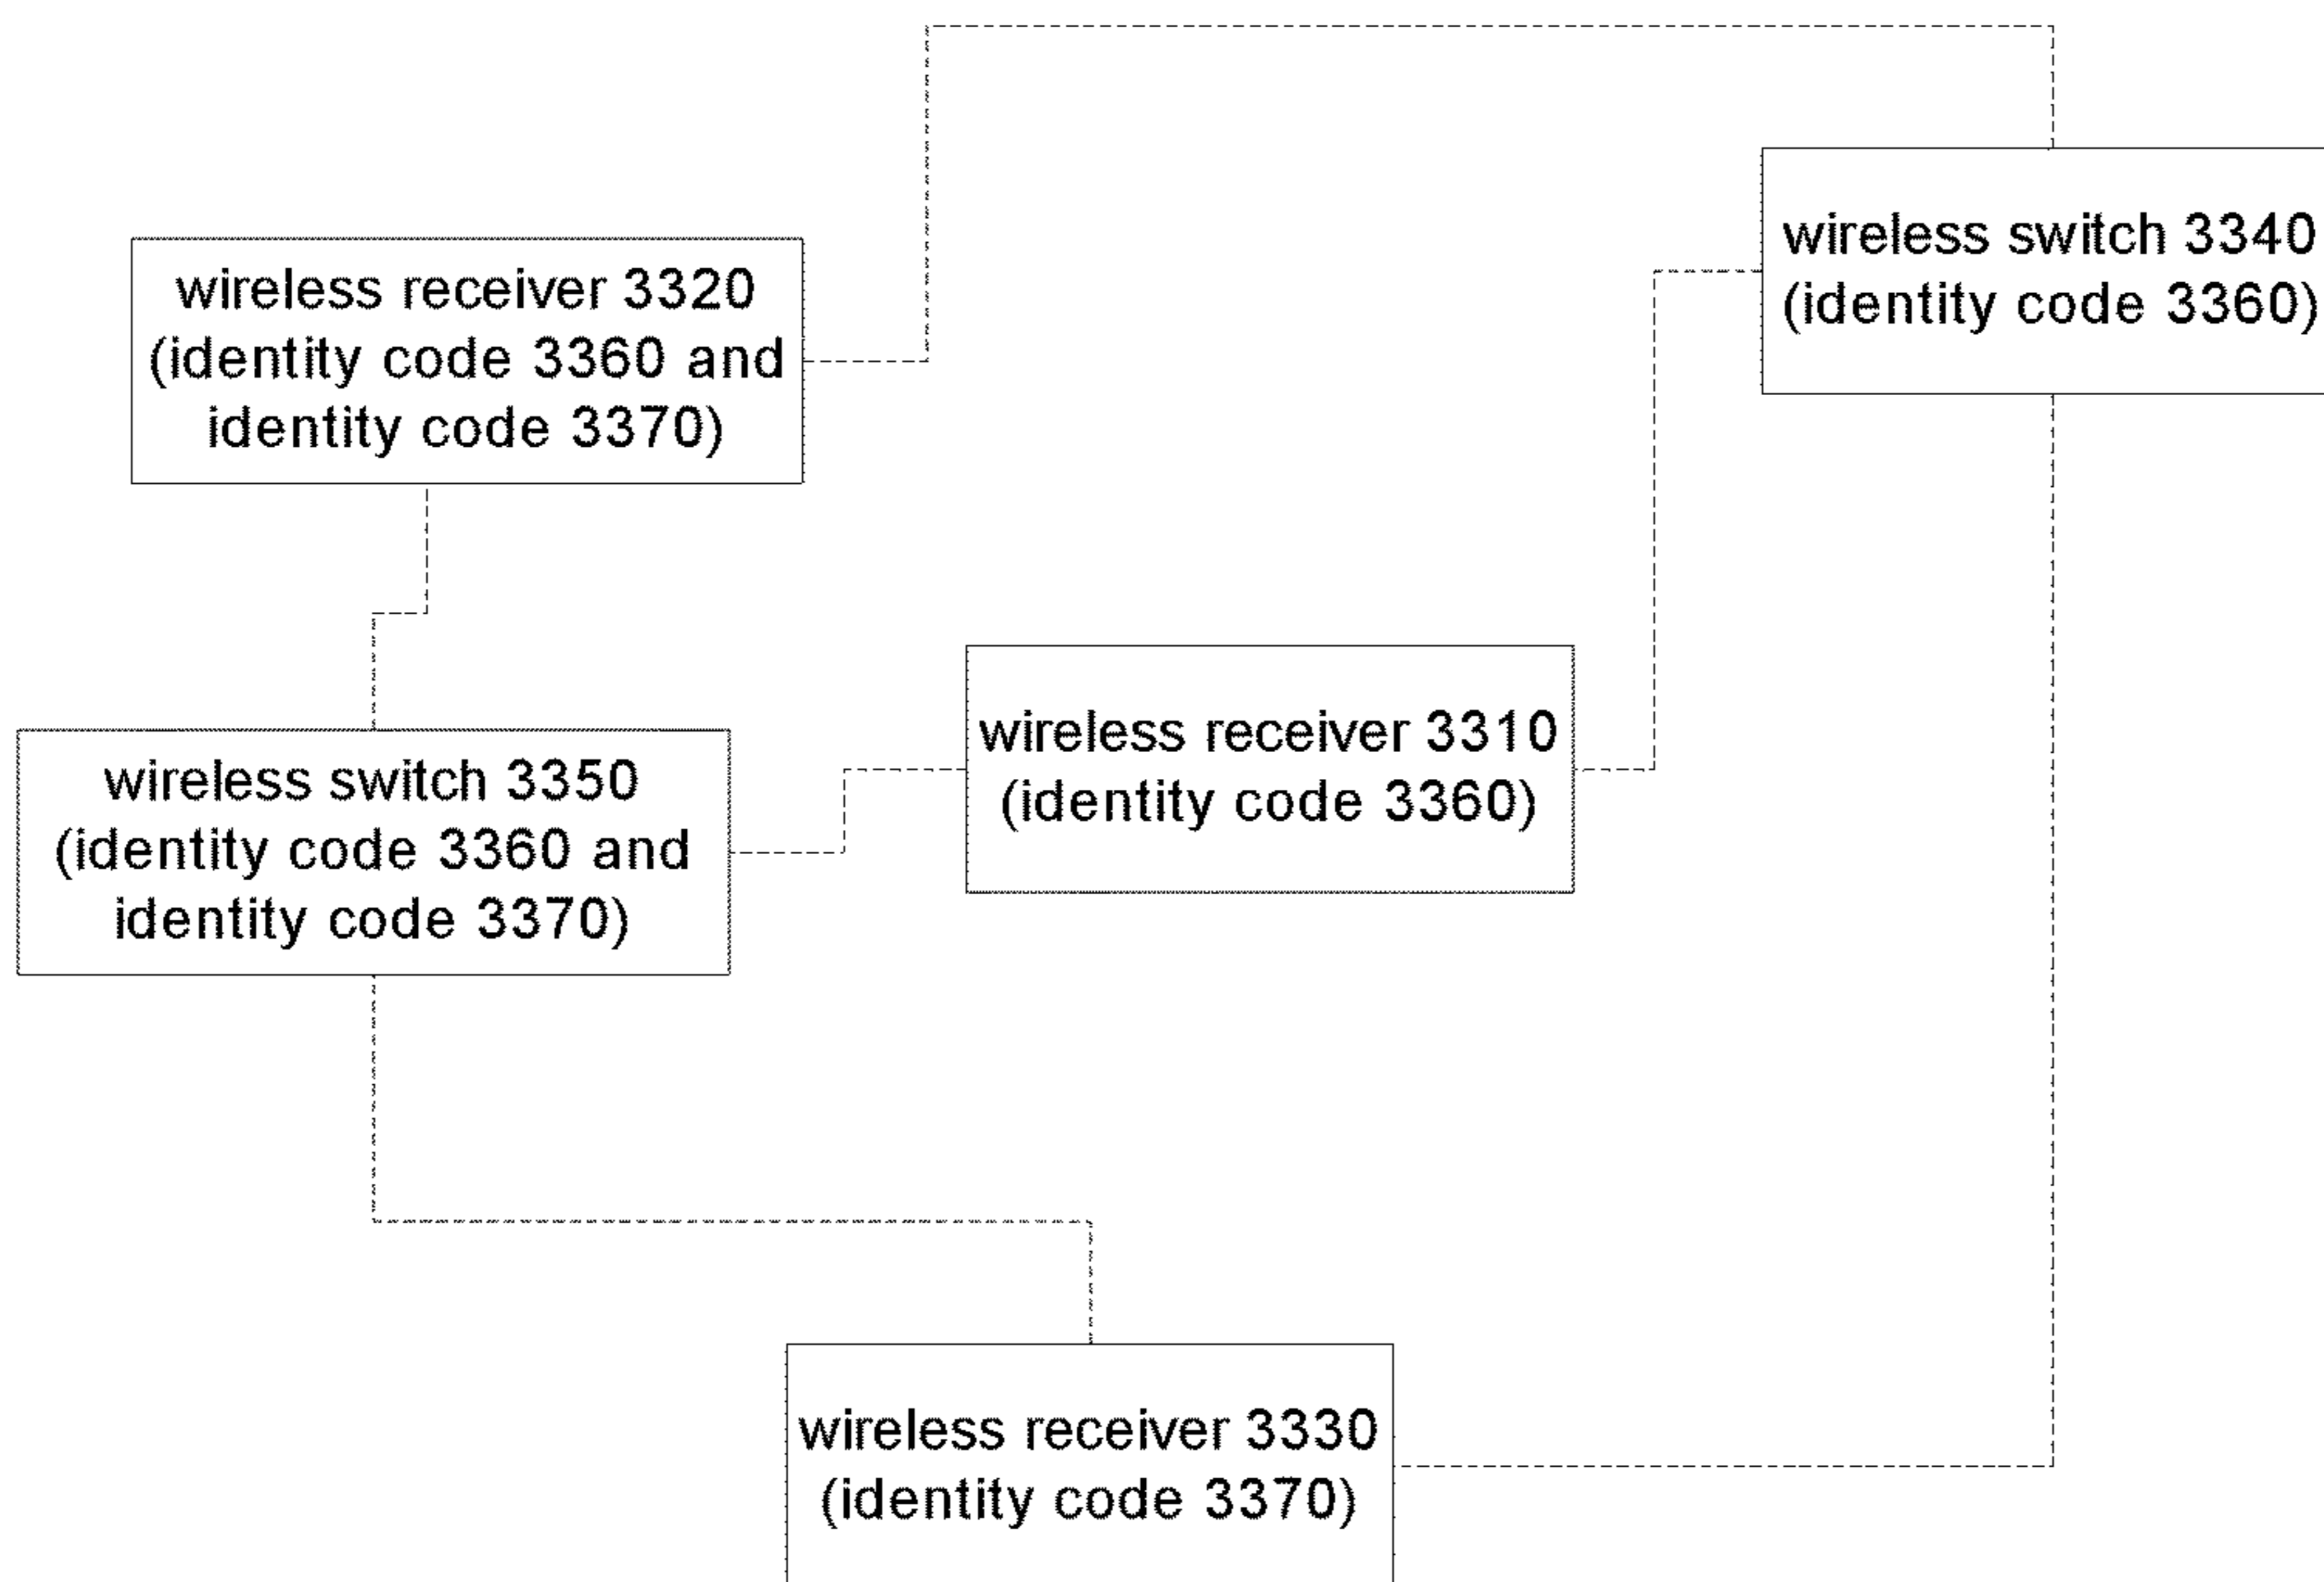 wireless switch 3340
(identity code 3360)
wireless receiver 3320
(identity code 3360 and
identity code 3370)
wireless receiver 3310
(identity code 3360)
wireless switch 3350
(identity code 3360 and
identity code 3370)
wireless receiver 3330
(identity code 3370)